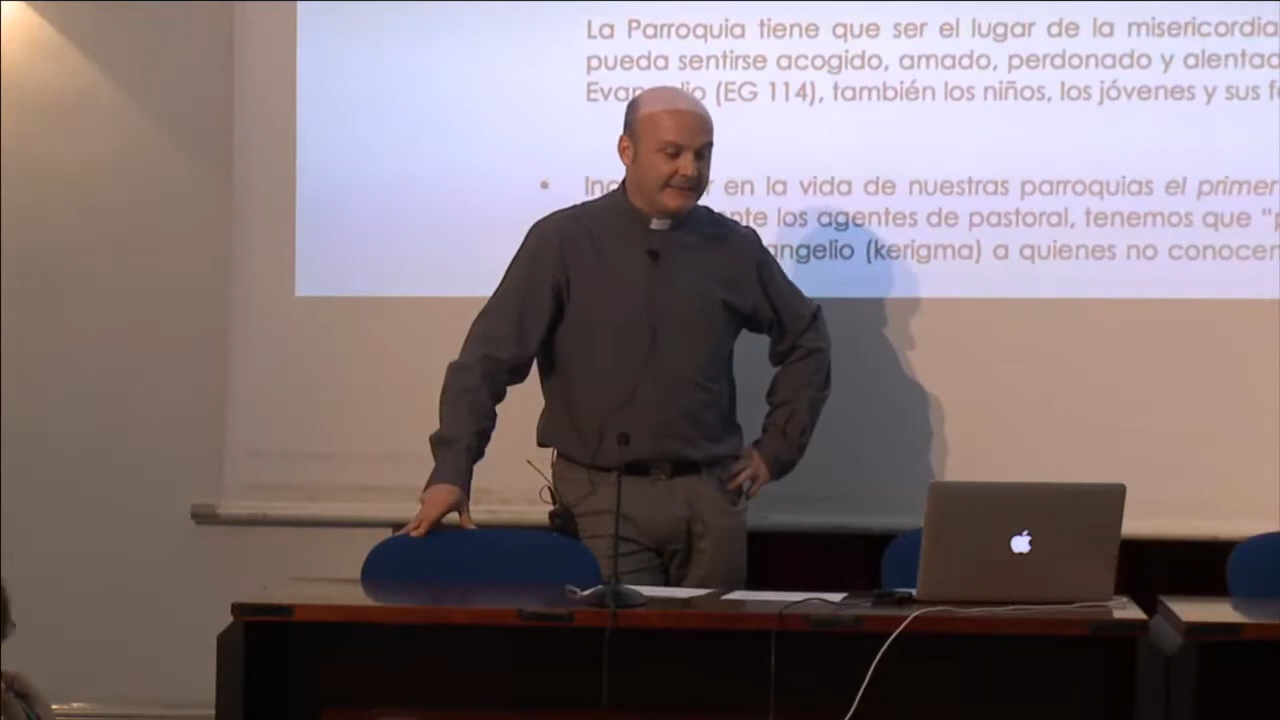 La Parroquia tiene que ser el lugar de la misericordia
pueda sentirse acogido, amado, perdonado y alentad
(EG 114), también los niños, los jóvenes y sus f
• en la vida de nuestras parroquias el primer
los agentes de pastoral, tenemos que "
(kerigma) a quienes no conocen